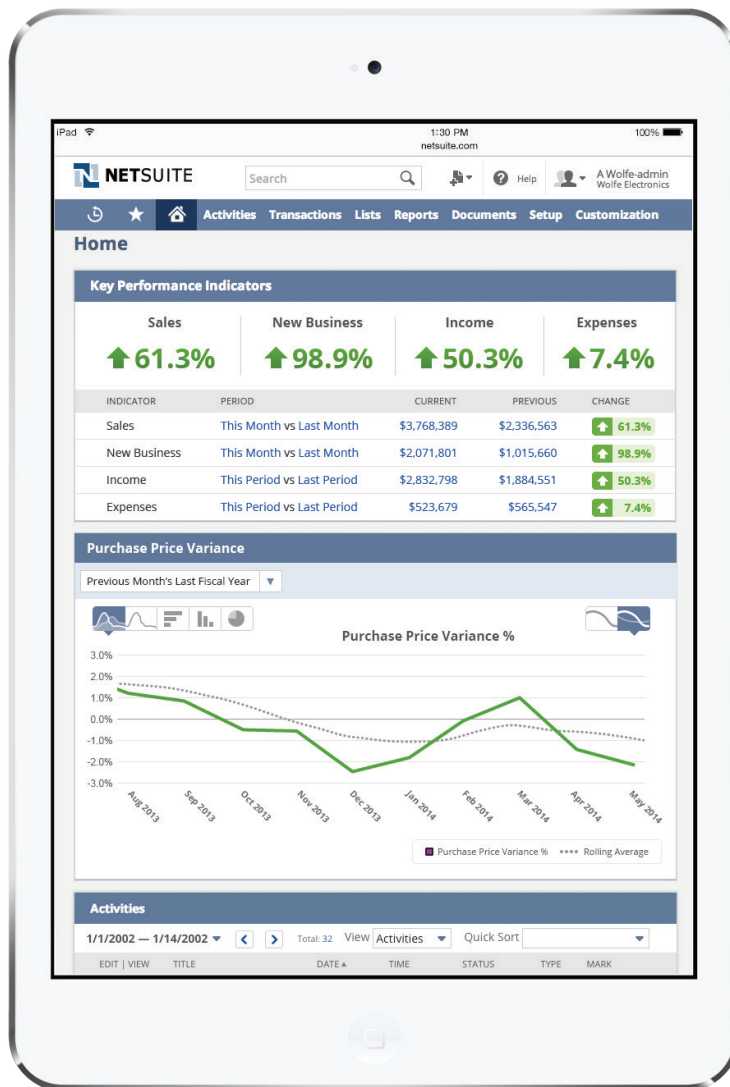 iPad 1:30 PM 100%
netsuite.com
NETSUITE Search Help A Wolfe-admin
Wolfe Electronics
Activities Transactions Lists Reports Documents Setup Customization
Home
Key Performance Indicators
Sales New Business Income Expenses
61.3% 98.9% 50.3% 7.4%
INDICATOR PERIOD CURRENT PREVIOUS CHANGE
Sales This Month vs Last Month $3,768,389 $2,336,563 61.3%
New Business This Month vs Last Month $2,071,801 $1,015,660 98.9%
Income This Period vs Last Period $2,832,798 $1,884,551 50.3%
Expenses This Period vs Last Period $523,679 $565,547 7.4%
Purchase Price Variance
Previous Month's Last Fiscal Year
Purchase Price Variance %
3.0%
2.0%
1.0%
0.0%
-1.0%
-2.0%
-3.0%
Aug 2013 Sep 2013 Oct 2013 Nov 2013 Dec 2013 Jan 2014 Feb 2014 Mar 2014 Apr 2014 May 2014
Purchase Price Variance % Rolling Average
Activities
1/1/2002 — 1/14/2002 Total: 32 View Activities Quick Sort
EDIT | VIEW TITLE DATE TIME STATUS TYPE MARK